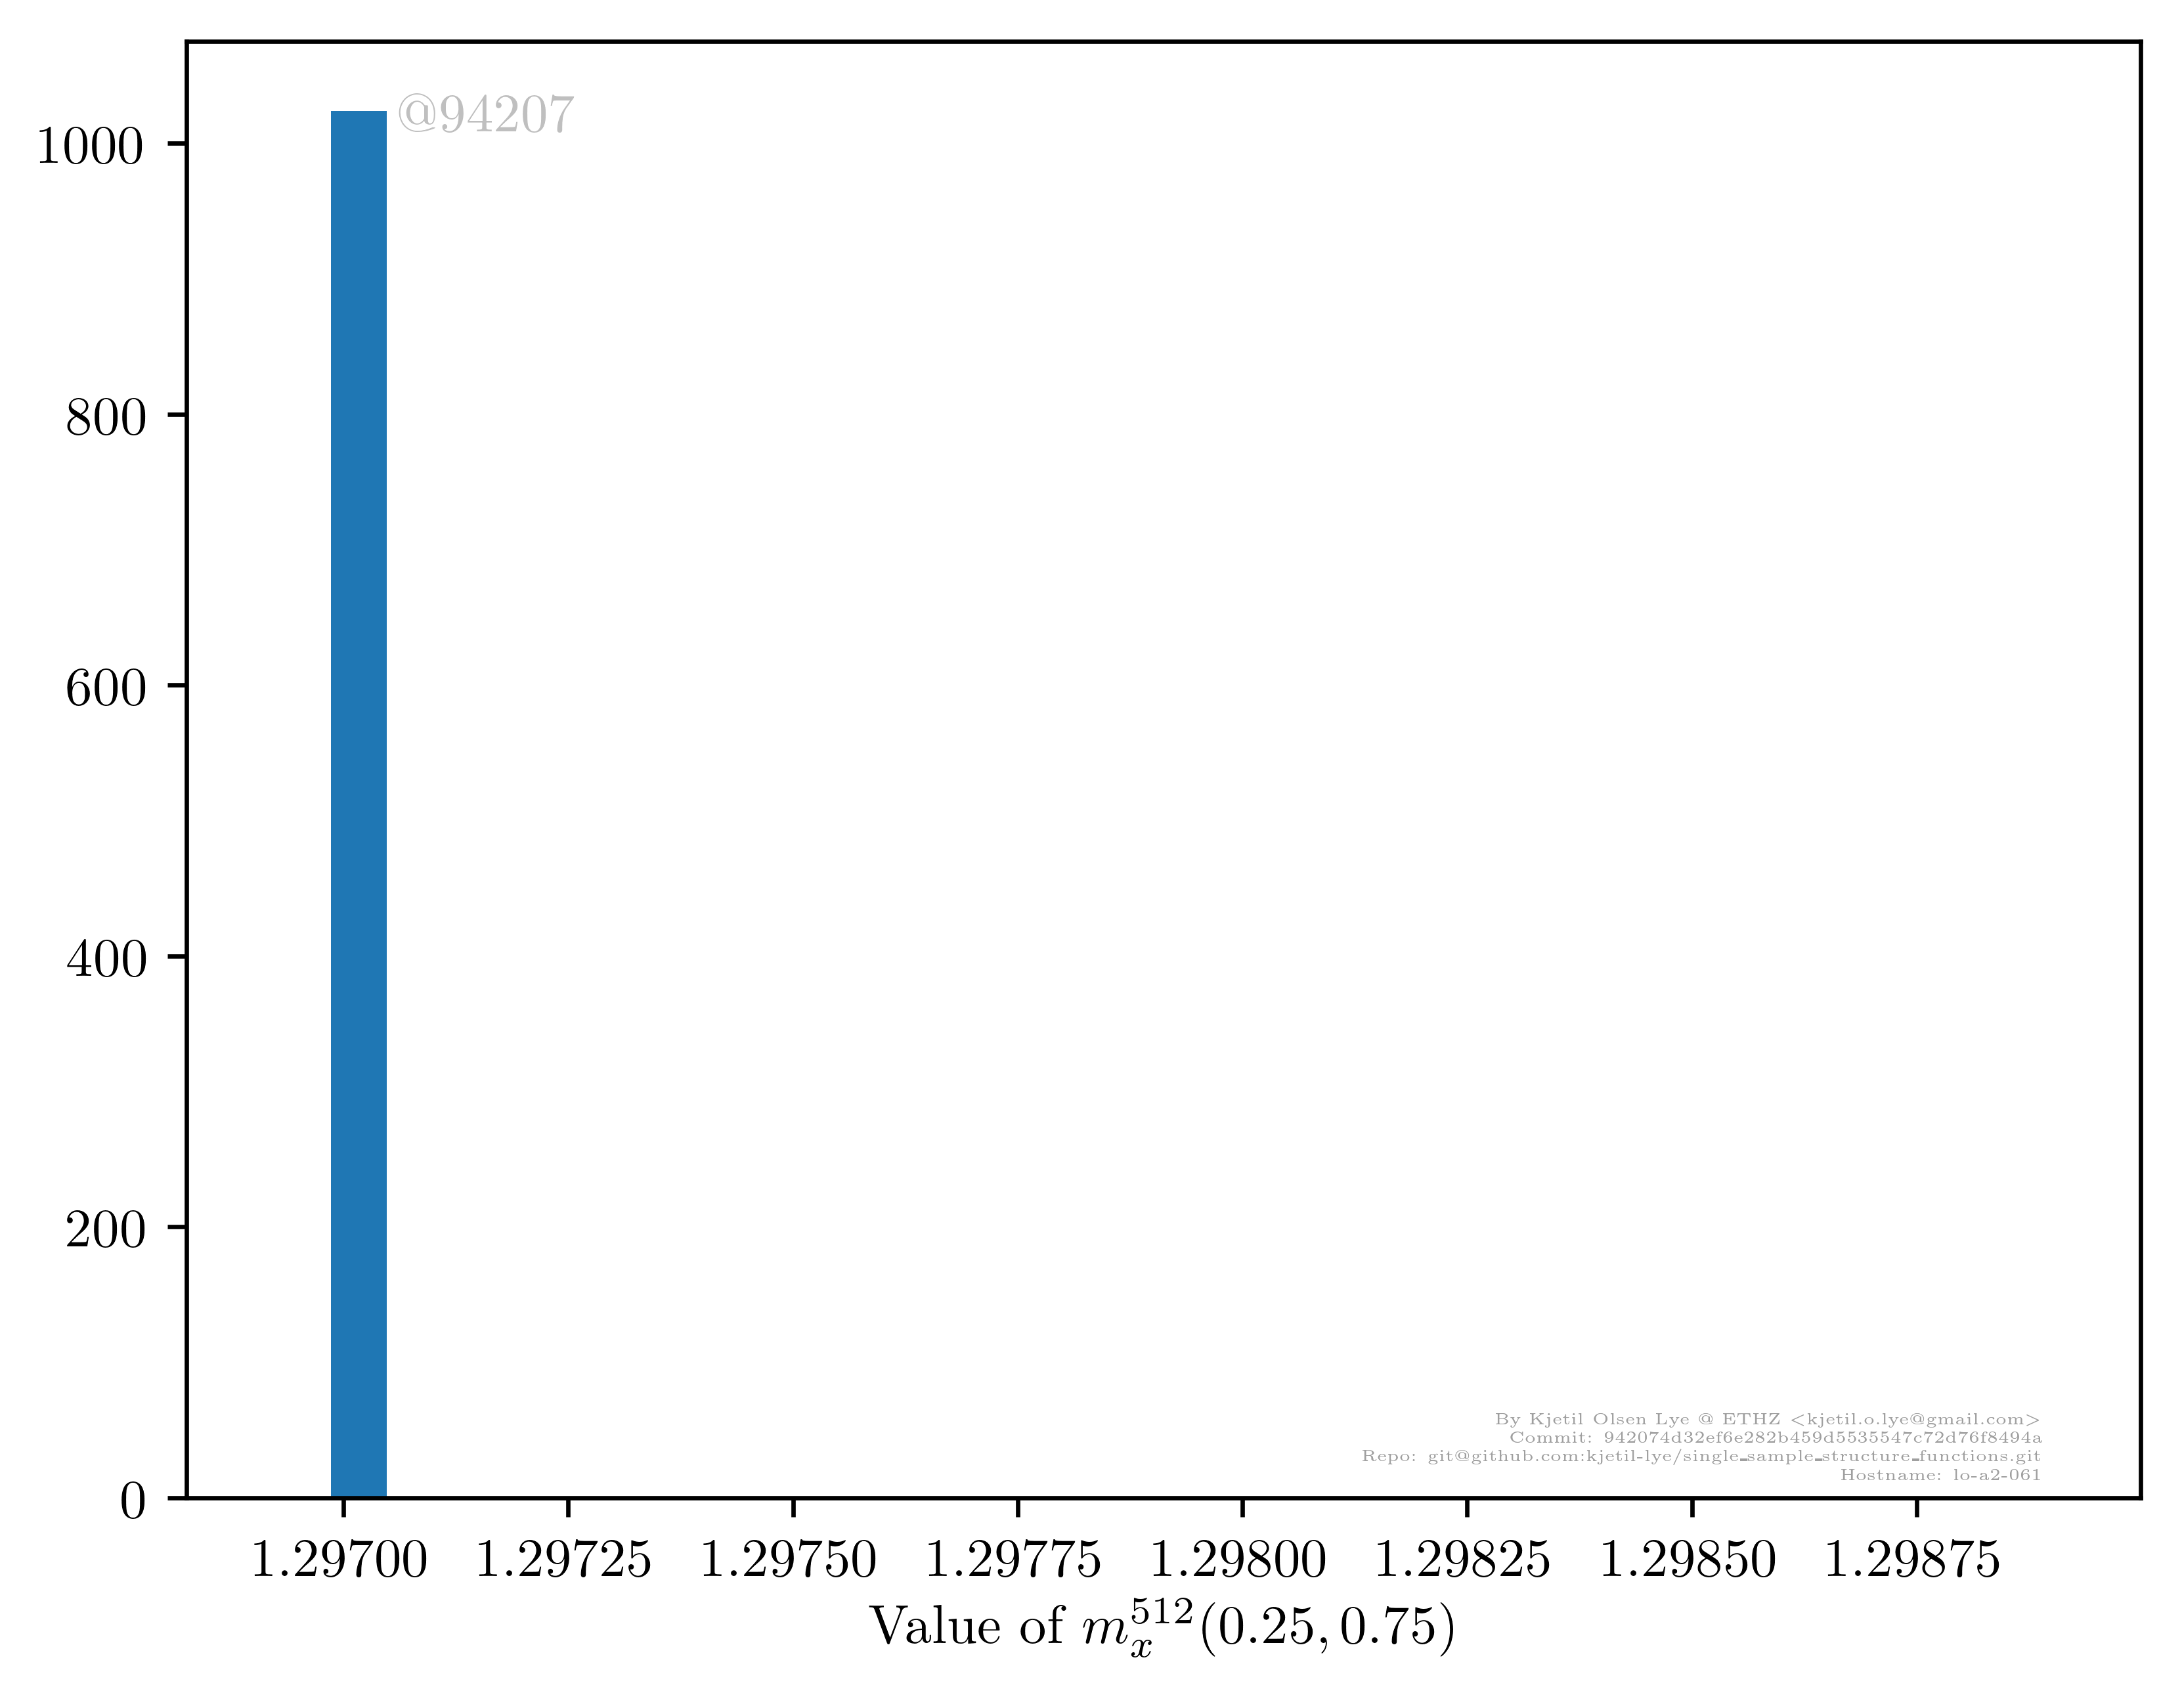 @94207
1000
800
600
400
200
0
By Kjetil Olsen Lye @ ETHZ <kjetil.o.lye@gmail.com>
Commit: 942074d32ef6e282b459d5535547c72d76f8494a
Repo: git@github.com:kjetil-lye/single_sample_structure_functions.git
Hostname: lo-a2-061
1.29700 1.29725 1.29750 1.29775 1.29800 1.29825 1.29850 1.29875
Value of $m_x^{512}(0.25, 0.75)$